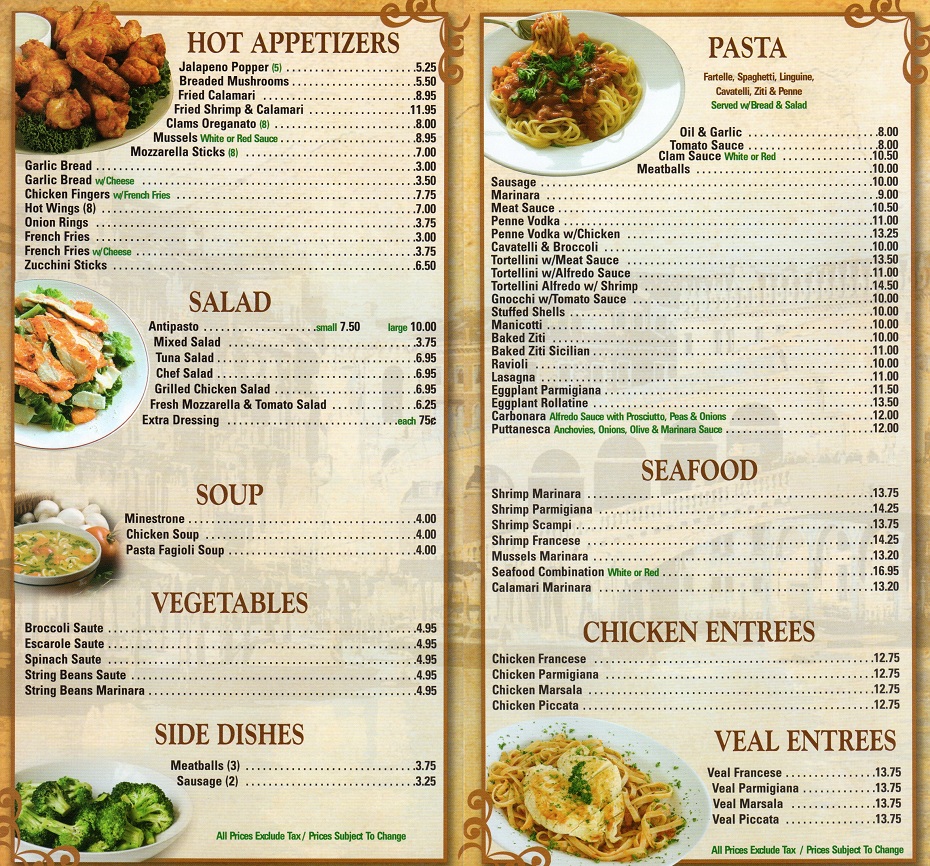 HOT APPETIZERS
Jalapeno Popper (5) 5.25
Breaded Mushrooms 5.50
Fried Calamari 8.95
Fried Shrimp & Calamari 11.95
Clams Oreganato (8) 8.00
Mussels White or Red Sauce 8.95
Mozzarella Sticks (8) 7.00
Garlic Bread 3.00
Garlic Bread w/Cheese 3.50
Chicken Fingers w/French Fries 7.75
Hot Wings (8) 7.00
Onion Rings 3.75
French Fries 3.00
French Fries w/Cheese 3.75
Zucchini Sticks 6.50
SALAD
Antipasto small 7.50 large 10.00
Mixed Salad 3.75
Tuna Salad 6.95
Chef Salad 6.95
Grilled Chicken Salad 6.95
Fresh Mozzarella & Tomato Salad 6.25
Extra Dressing each 75¢
SOUP
Minestrone 4.00
Chicken Soup 4.00
Pasta Fagioli Soup 4.00
VEGETABLES
Broccoli Saute 4.95
Escarole Saute 4.95
Spinach Saute 4.95
String Beans Saute 4.95
String Beans Marinara 4.95
SIDE DISHES
Meatballs (3) 3.75
Sausage (2) 3.25
All Prices Exclude Tax / Prices Subject To Change
PASTA
Fartelle, Spaghetti, Linguine,
Cavatelli, Ziti & Penne
Served w/Bread & Salad
Oil & Garlic 8.00
Tomato Sauce 8.00
Clam Sauce White or Red 10.50
Meatballs 10.00
Sausage 10.00
Marinara 9.00
Meat Sauce 10.50
Penne Vodka 11.00
Penne Vodka w/Chicken 13.25
Cavatelli & Broccoli 10.00
Tortellini w/Meat Sauce 13.50
Tortellini w/Alfredo Sauce 11.00
Tortellini Alfredo w/ Shrimp 14.50
Gnocchi w/Tomato Sauce 10.00
Stuffed Shells 10.00
Manicotti 10.00
Baked Ziti 10.00
Baked Ziti Sicilian 11.00
Ravioli 10.00
Lasagna 11.00
Eggplant Parmigiana 11.50
Eggplant Rollatine 13.50
Carbonara Alfredo Sauce with Prosciutto, Peas & Onions 12.00
Puttanesca Anchovies, Onions, Olive & Marinara Sauce 12.00
SEAFOOD
Shrimp Marinara 13.75
Shrimp Parmigiana 14.25
Shrimp Scampi 13.75
Shrimp Francese 14.25
Mussels Marinara 13.20
Seafood Combination White or Red 16.95
Calamari Marinara 13.20
CHICKEN ENTREES
Chicken Francese 12.75
Chicken Parmigiana 12.75
Chicken Marsala 12.75
Chicken Piccata 12.75
VEAL ENTREES
Veal Francese 13.75
Veal Parmigiana 13.75
Veal Marsala 13.75
Veal Piccata 13.75
All Prices Exclude Tax / Prices Subject To Change